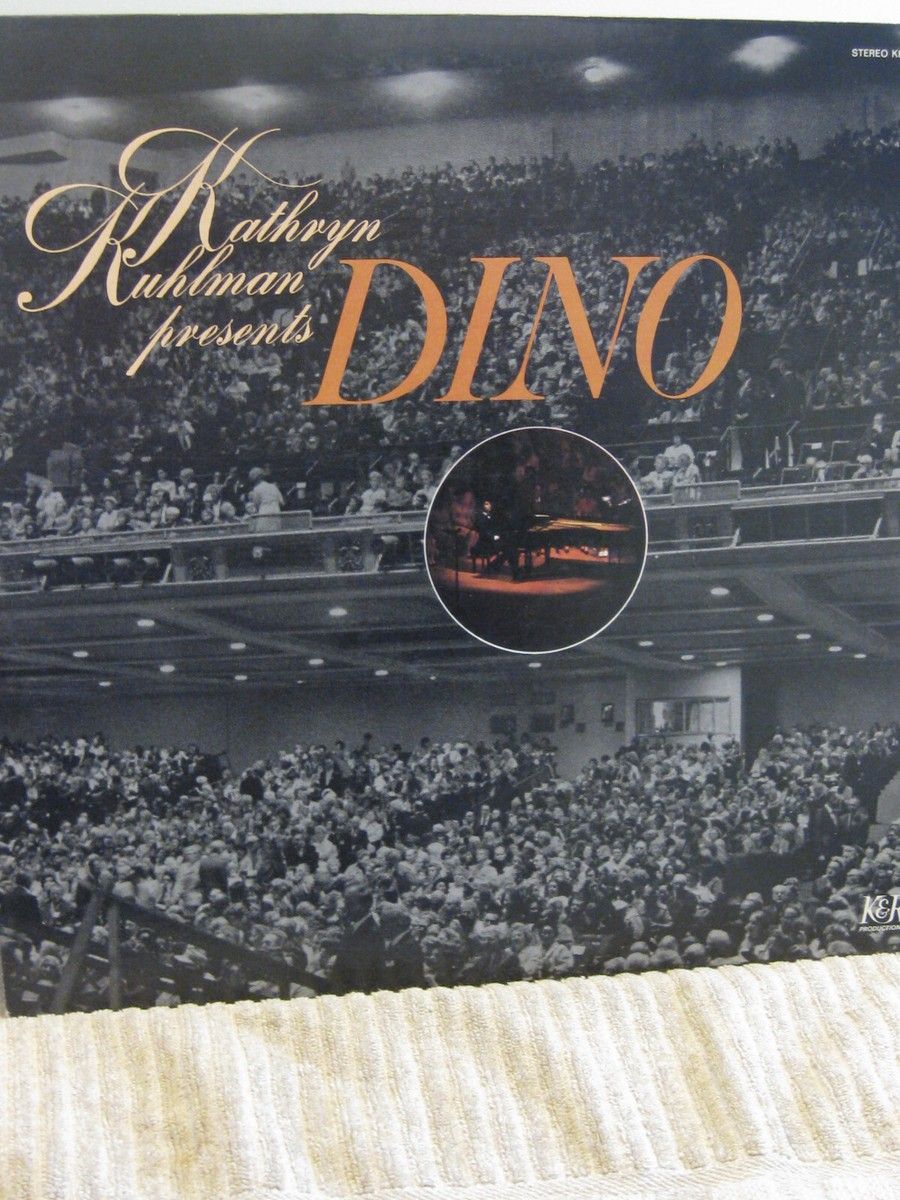 STEREO
Kathryn
Kuhlman
presents
DINO
K&